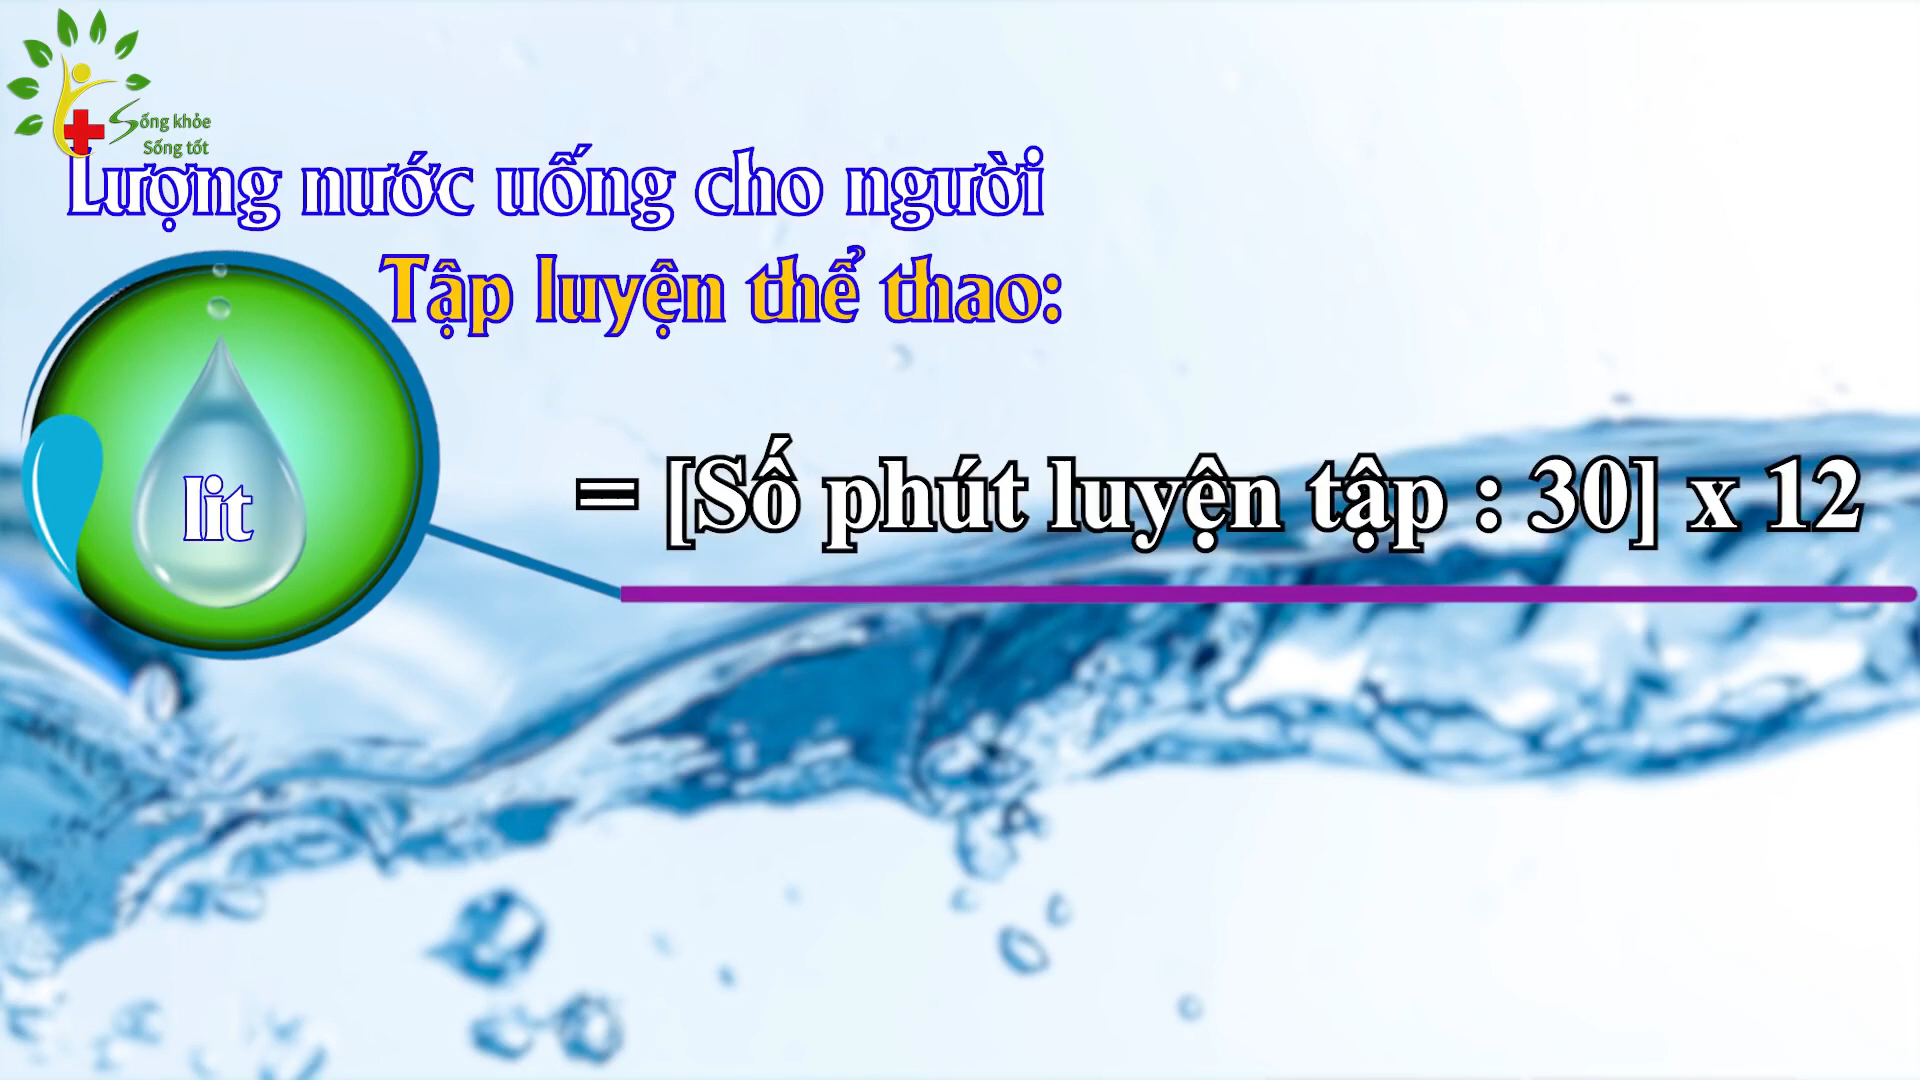 Sống khỏe
Sống tốt
Lượng nước uống cho người
Tập luyện thể thao:
lit
= [Số phút luyện tập : 30] x 12